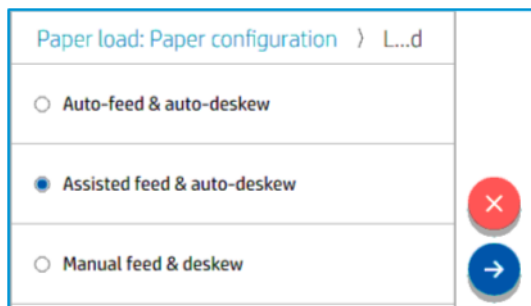 Paper load: Paper configuration 〉 L...d
Auto-feed & auto-deskew
Assisted feed & auto-deskew
Manual feed & deskew